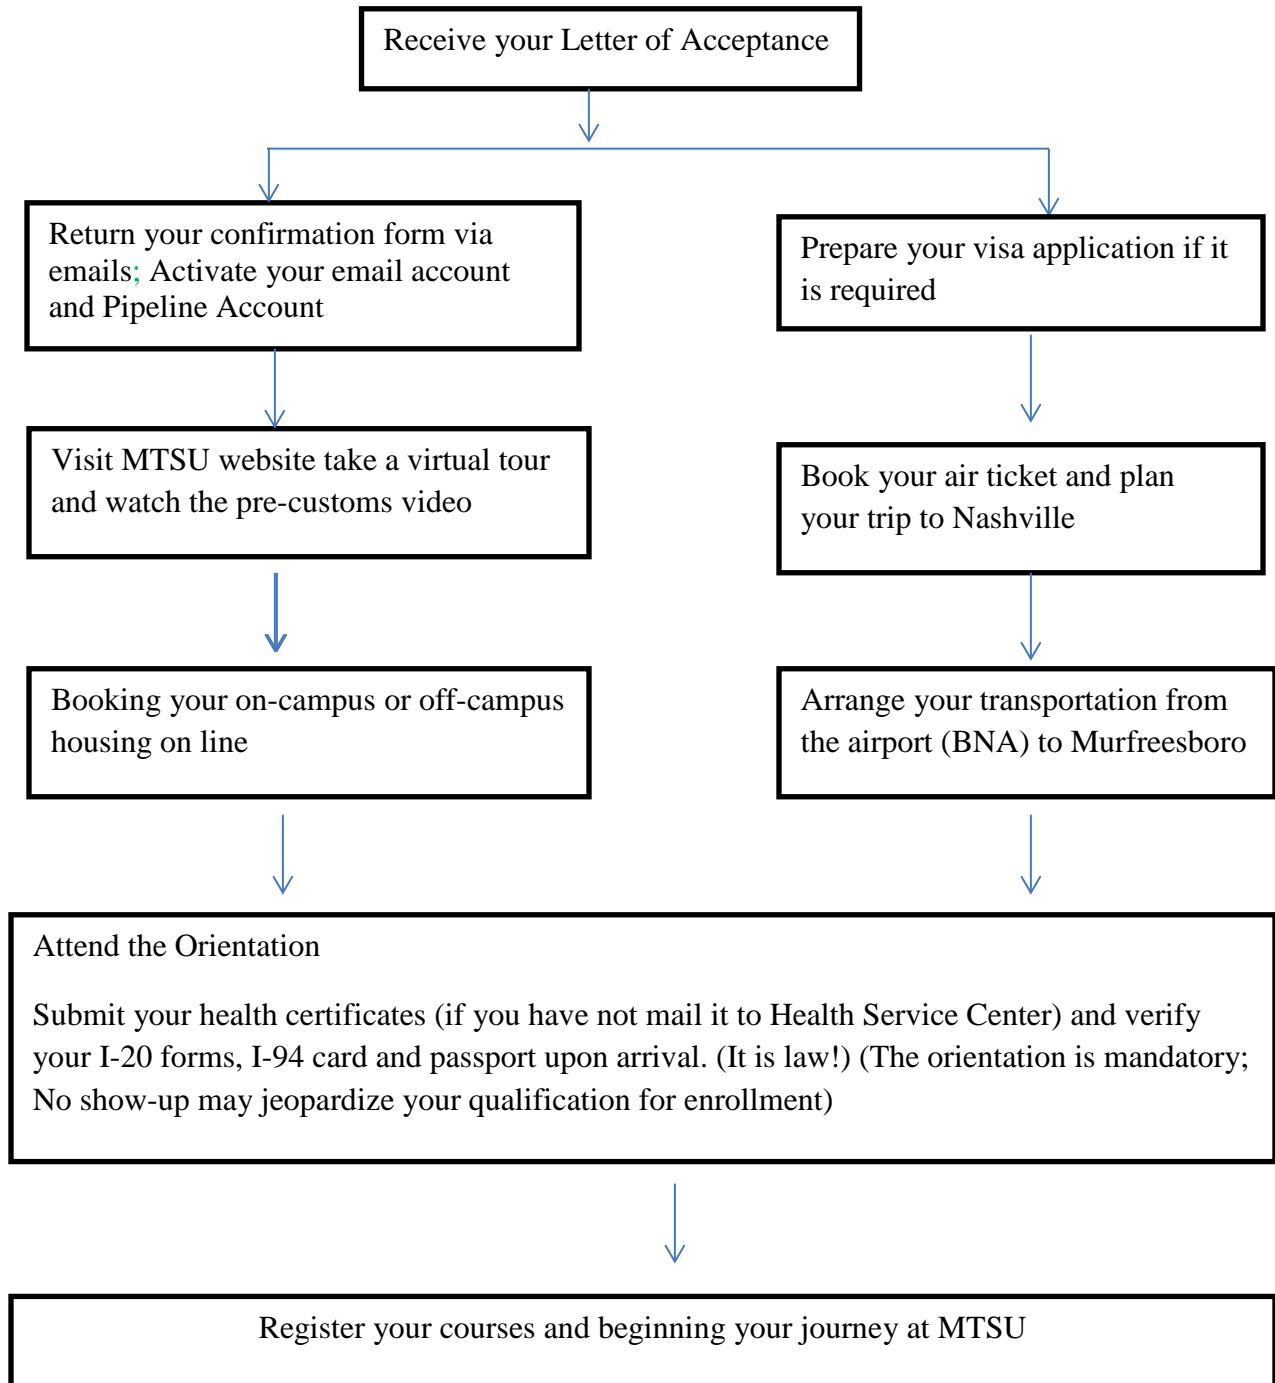 Receive your Letter of Acceptance
Return your confirmation form via
emails; Activate your email account
and Pipeline Account
Visit MTSU website take a virtual tour
and watch the pre-customs video
Booking your on-campus or off-campus
housing on line
Prepare your visa application if it
is required
Book your air ticket and plan
your trip to Nashville
Arrange your transportation from
the airport (BNA) to Murfreesboro
Attend the Orientation
Submit your health certificates (if you have not mail it to Health Service Center) and verify
your I-20 forms, I-94 card and passport upon arrival. (It is law!) (The orientation is mandatory;
No show-up may jeopardize your qualification for enrollment)
Register your courses and beginning your journey at MTSU